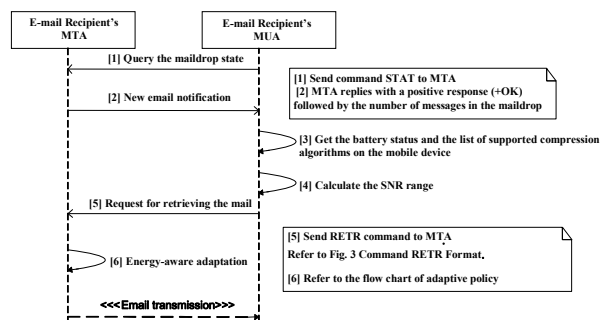 E-mail Recipient's
MTA
E-mail Recipient's
MUA
[1] Query the maildrop state
[1] Send command STAT to MTA
[2] MTA replies with a positive response (+OK)
followed by the number of messages in the maildrop
[2] New email notification
[3] Get the battery status and the list of supported compression
algorithms on the mobile device
[4] Calculate the SNR range
[5] Request for retrieving the mail
[5] Send RETR command to MTA.
Refer to Fig. 3 Command RETR Format.
[6] Refer to the flow chart of adaptive policy
[6] Energy-aware adaptation
<<<Email transmission>>>